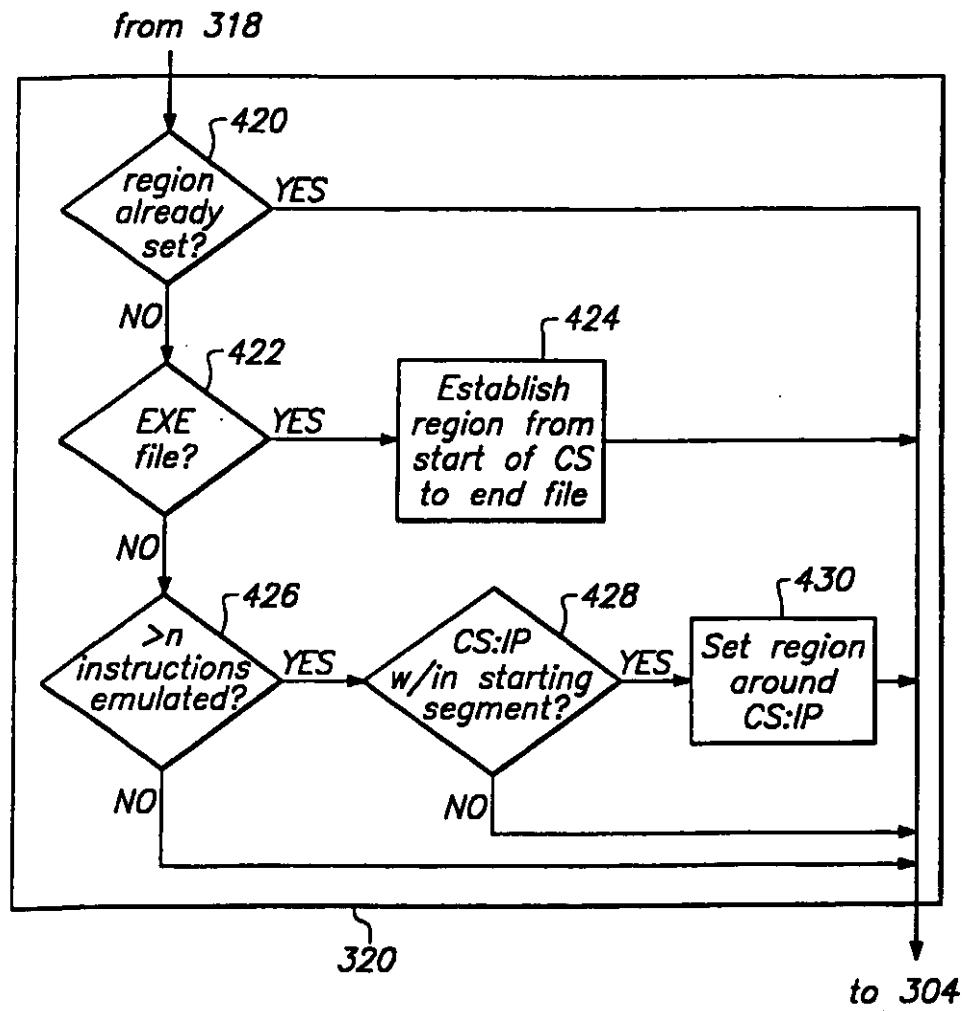 from 318
420
region
already
set?
YES
NO
422
EXE
file?
YES
424
Establish
region from
start of CS
to end file
NO
426
>n
instructions
emulated?
YES
428
CS:IP
w/in starting
segment?
YES
430
Set region
around
CS:IP
NO
NO
320
to 304